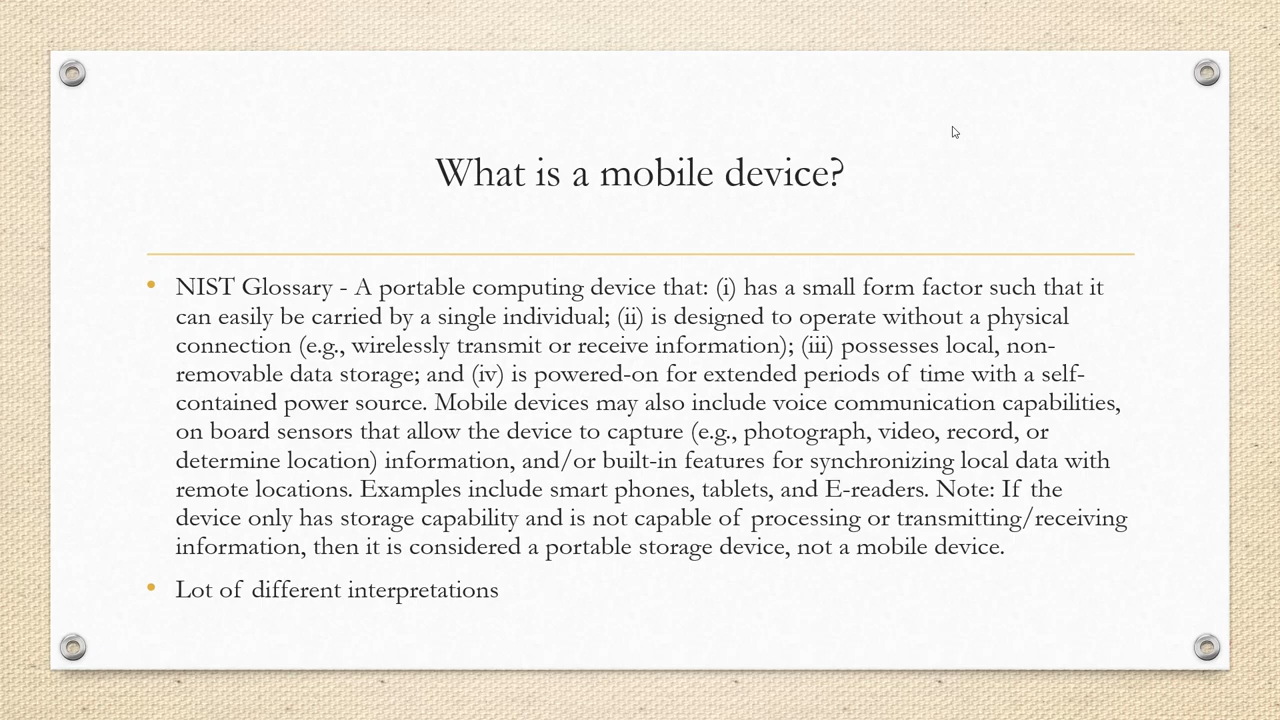 What is a mobile device?
• NIST Glossary - A portable computing device that: (i) has a small form factor such that it
can easily be carried by a single individual; (ii) is designed to operate without a physical
connection (e.g., wirelessly transmit or receive information); (iii) possesses local, non-
removable data storage; and (iv) is powered-on for extended periods of time with a self-
contained power source. Mobile devices may also include voice communication capabilities,
on board sensors that allow the device to capture (e.g., photograph, video, record, or
determine location) information, and/or built-in features for synchronizing local data with
remote locations. Examples include smart phones, tablets, and E-readers. Note: If the
device only has storage capability and is not capable of processing or transmitting/receiving
information, then it is considered a portable storage device, not a mobile device.
• Lot of different interpretations